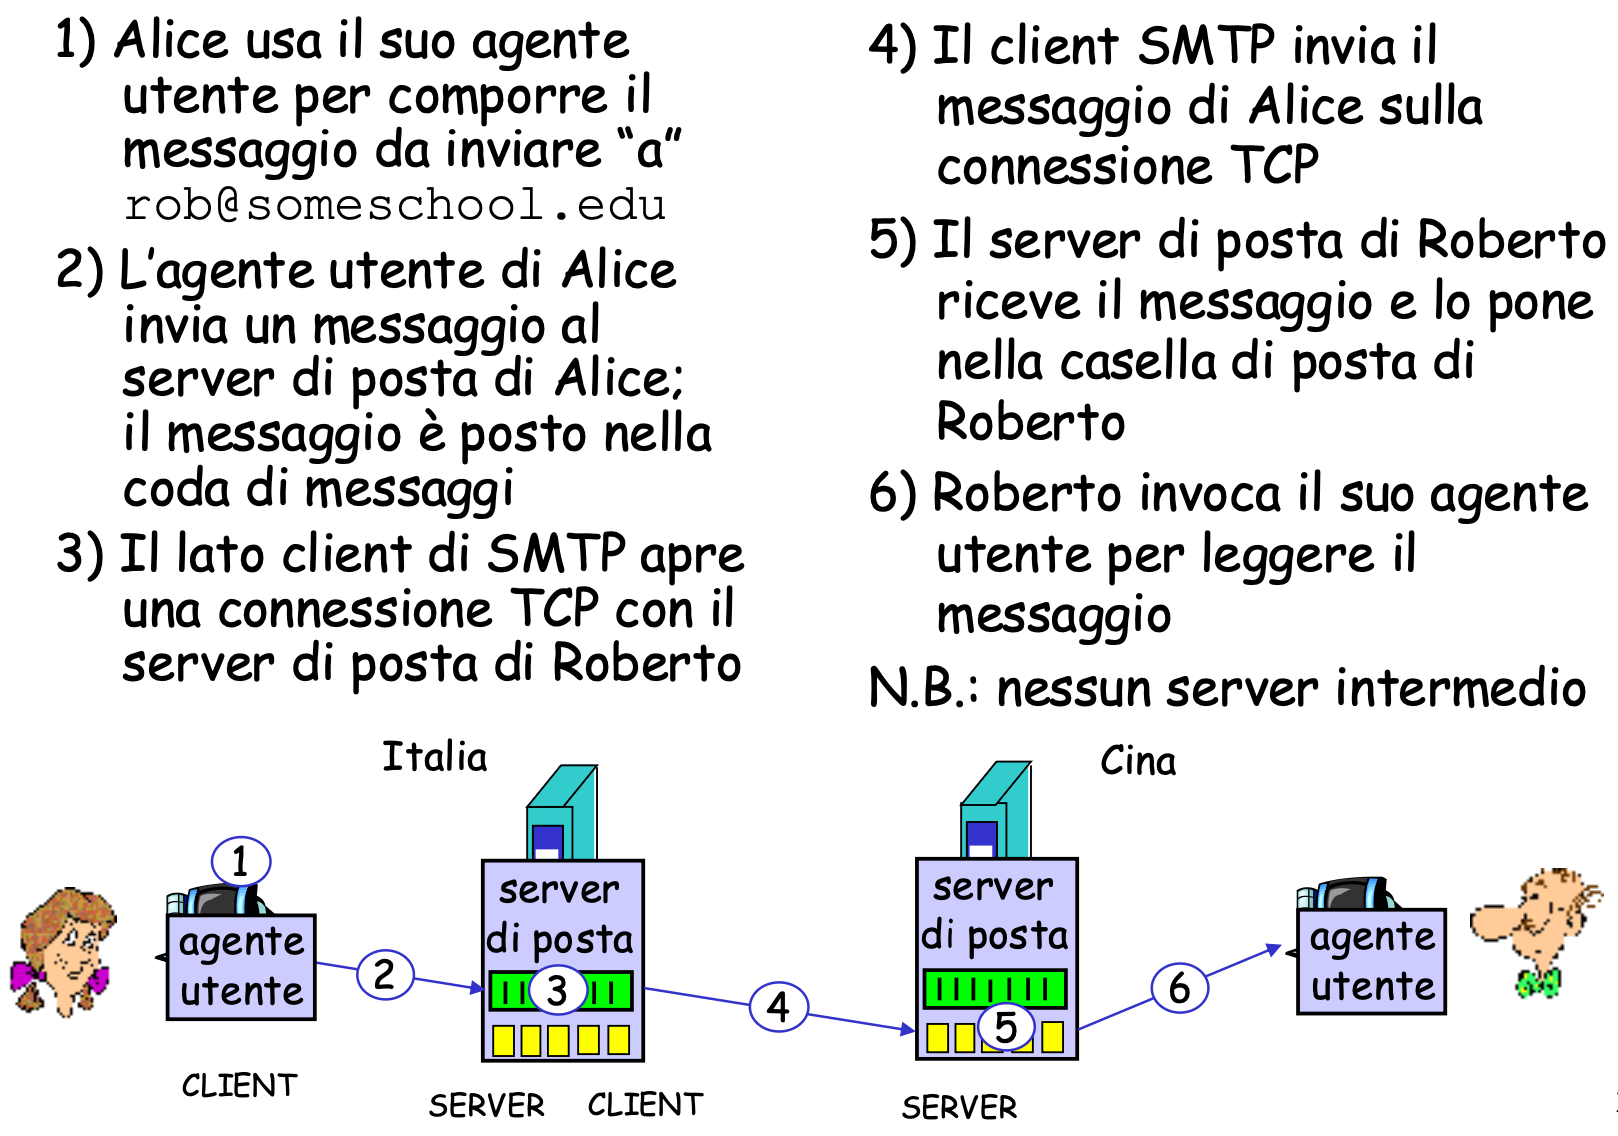 1) Alice usa il suo agente
utente per comporre il
messaggio da inviare “a”
rob@someschool.edu
2) L’agente utente di Alice
invia un messaggio al
server di posta di Alice;
il messaggio è posto nella
coda di messaggi
3) Il lato client di SMTP apre
una connessione TCP con il
server di posta di Roberto
4) Il client SMTP invia il
messaggio di Alice sulla
connessione TCP
5) Il server di posta di Roberto
riceve il messaggio e lo pone
nella casella di posta di
Roberto
6) Roberto invoca il suo agente
utente per leggere il
messaggio
N.B.: nessun server intermedio
Italia
Cina
1
agente
utente
2
server
di posta
3
4
server
di posta
5
6
agente
utente
CLIENT
SERVER
CLIENT
SERVER